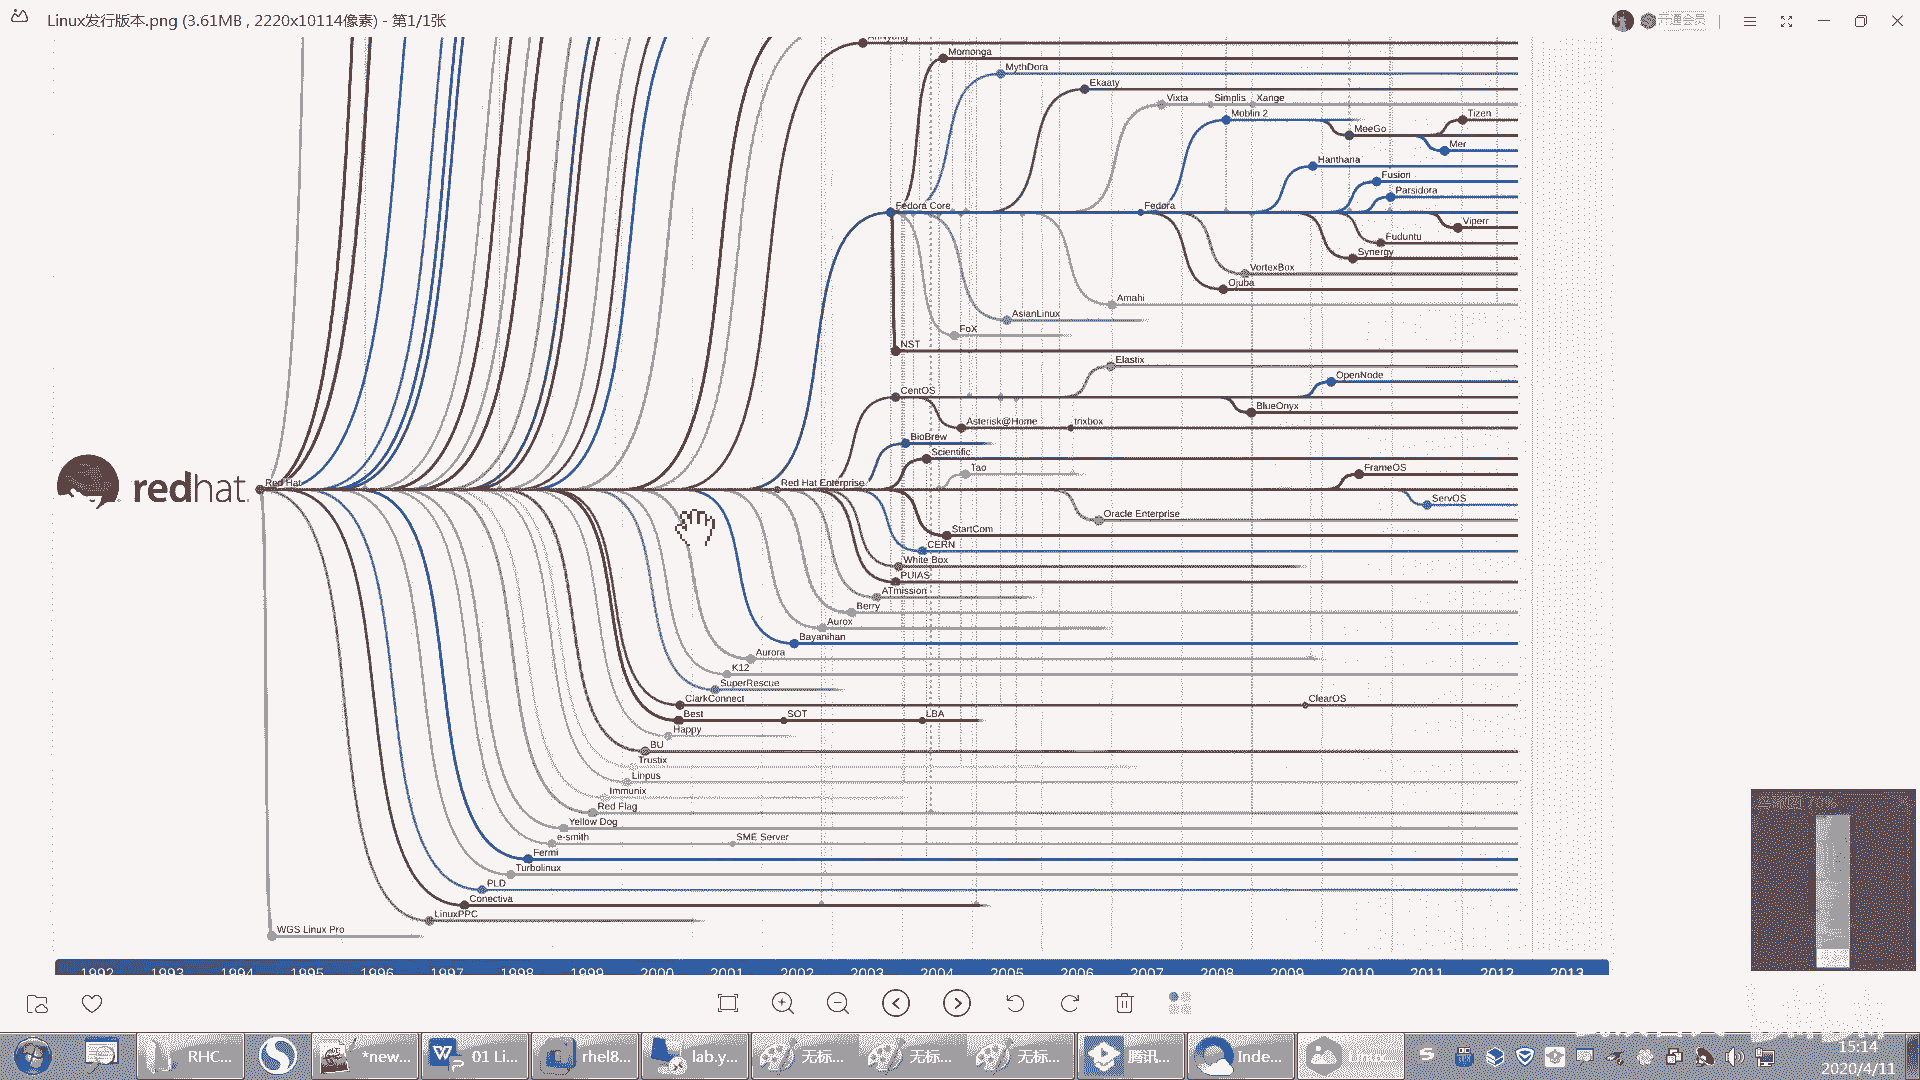 Linux发行版本.png (3.61MB , 2220x10114像素) - 第1/1张
开通会员
Momonga
MythDora
Ekaaty
Vixta Simplis Xange
Moblin 2
Tizen
MeeGo
Mer
Hanthana
Fusion
Parsidora
Fedora Core
Fedora
Viperr
Fuduntu
Synergy
VortexBox
Ojuba
Amahi
AsianLinux
FoX
NST
Elastix
OpenNode
CentOS
BlueOnyx
Asterisk@Home trixbox
BioBrew
Scientific
Tao
FrameOS
redhat.
Red Hat
Red Hat Enterprise
ServOS
Oracle Enterprise
StartCom
CERN
White Box
PUIAS
ATmission
Berry
Aurox
Bayanihan
Aurora
K12
SuperRescue
ClarkConnect
ClearOS
Best SOT LBA
Happy
BU
Trustix
Linpus
Immunix
Red Flag
Yellow Dog
e-smith SME Server
Fermi
Turbolinux
PLD
Conectiva
LinuxPPC
WGS Linux Pro
1992 1993 1994 1995 1996 1997 1998 1999 2000 2001 2002 2003 2004 2005 2006 2007 2008 2009 2010 2011 2012 2013
RHC...
*new...
01 Li...
rhel8...
lab.y...
无标...
无标...
无标...
腾讯...
Inde...
Linux...
15:14
2020/4/11